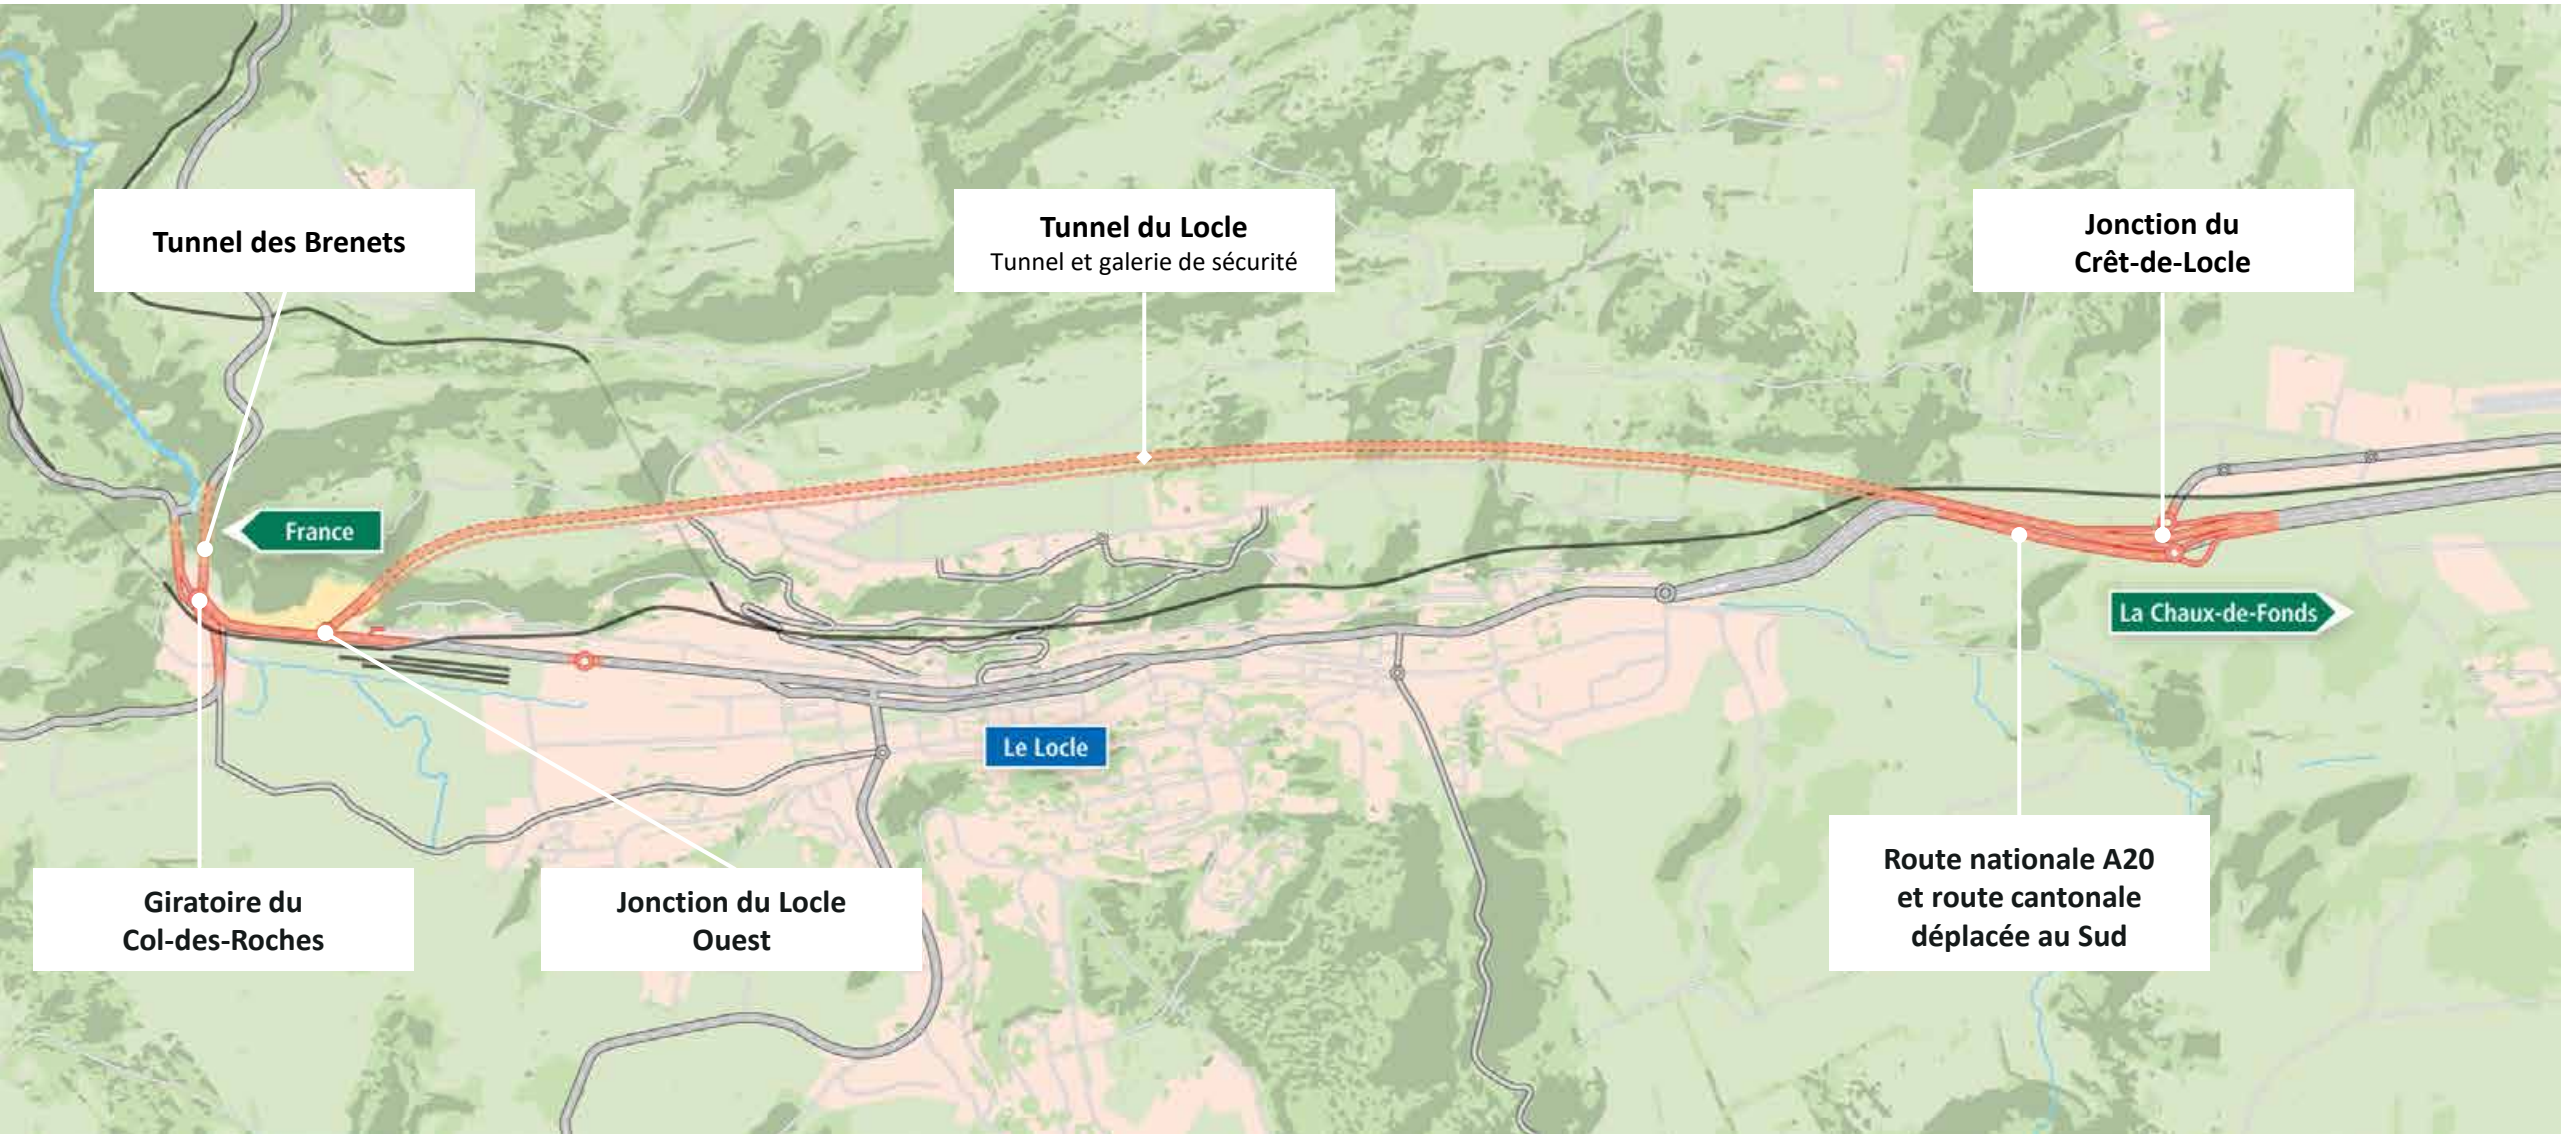 Tunnel des Brenets
Tunnel du Locle
Tunnel et galerie de sécurité
Jonction du
Crêt-de-Locle
France
La Chaux-de-Fonds
Le Locle
Giratoire du
Col-des-Roches
Jonction du Locle
Ouest
Route nationale A20
et route cantonale
déplacée au Sud